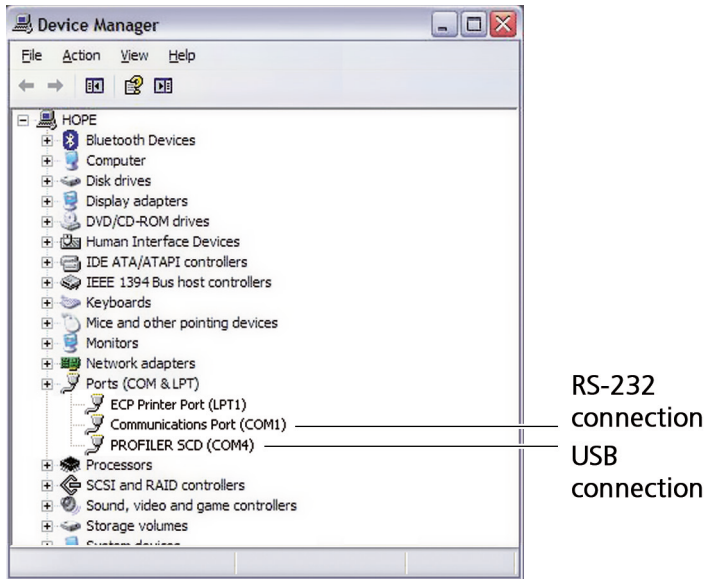 Device Manager
File Action View Help
HOPE
Bluetooth Devices
Computer
Disk drives
Display adapters
DVD/CD-ROM drives
Human Interface Devices
IDE ATA/ATAPI controllers
IEEE 1394 Bus host controllers
Keyboards
Mice and other pointing devices
Monitors
Network adapters
Ports (COM & LPT)
ECP Printer Port (LPT1)
Communications Port (COM1)
PROFILER SCD (COM4)
Processors
SCSI and RAID controllers
Sound, video and game controllers
Storage volumes
System devices
RS-232
connection
USB
connection